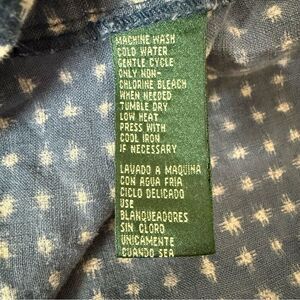 MACHINE WASH
COLD WATER
GENTLE CYCLE
ONLY NON-
CHLORINE BLEACH
WHEN NEEDED
TUMBLE DRY
LOW HEAT
PRESS WITH
COOL IRON
IF NECESSARY
LAVADO A MAQUINA
CON AGUA FRIA
CICLO DELICADO
USE
BLANQUEADORES
SIN CLORO
UNICAMENTE
CUANDO SEA